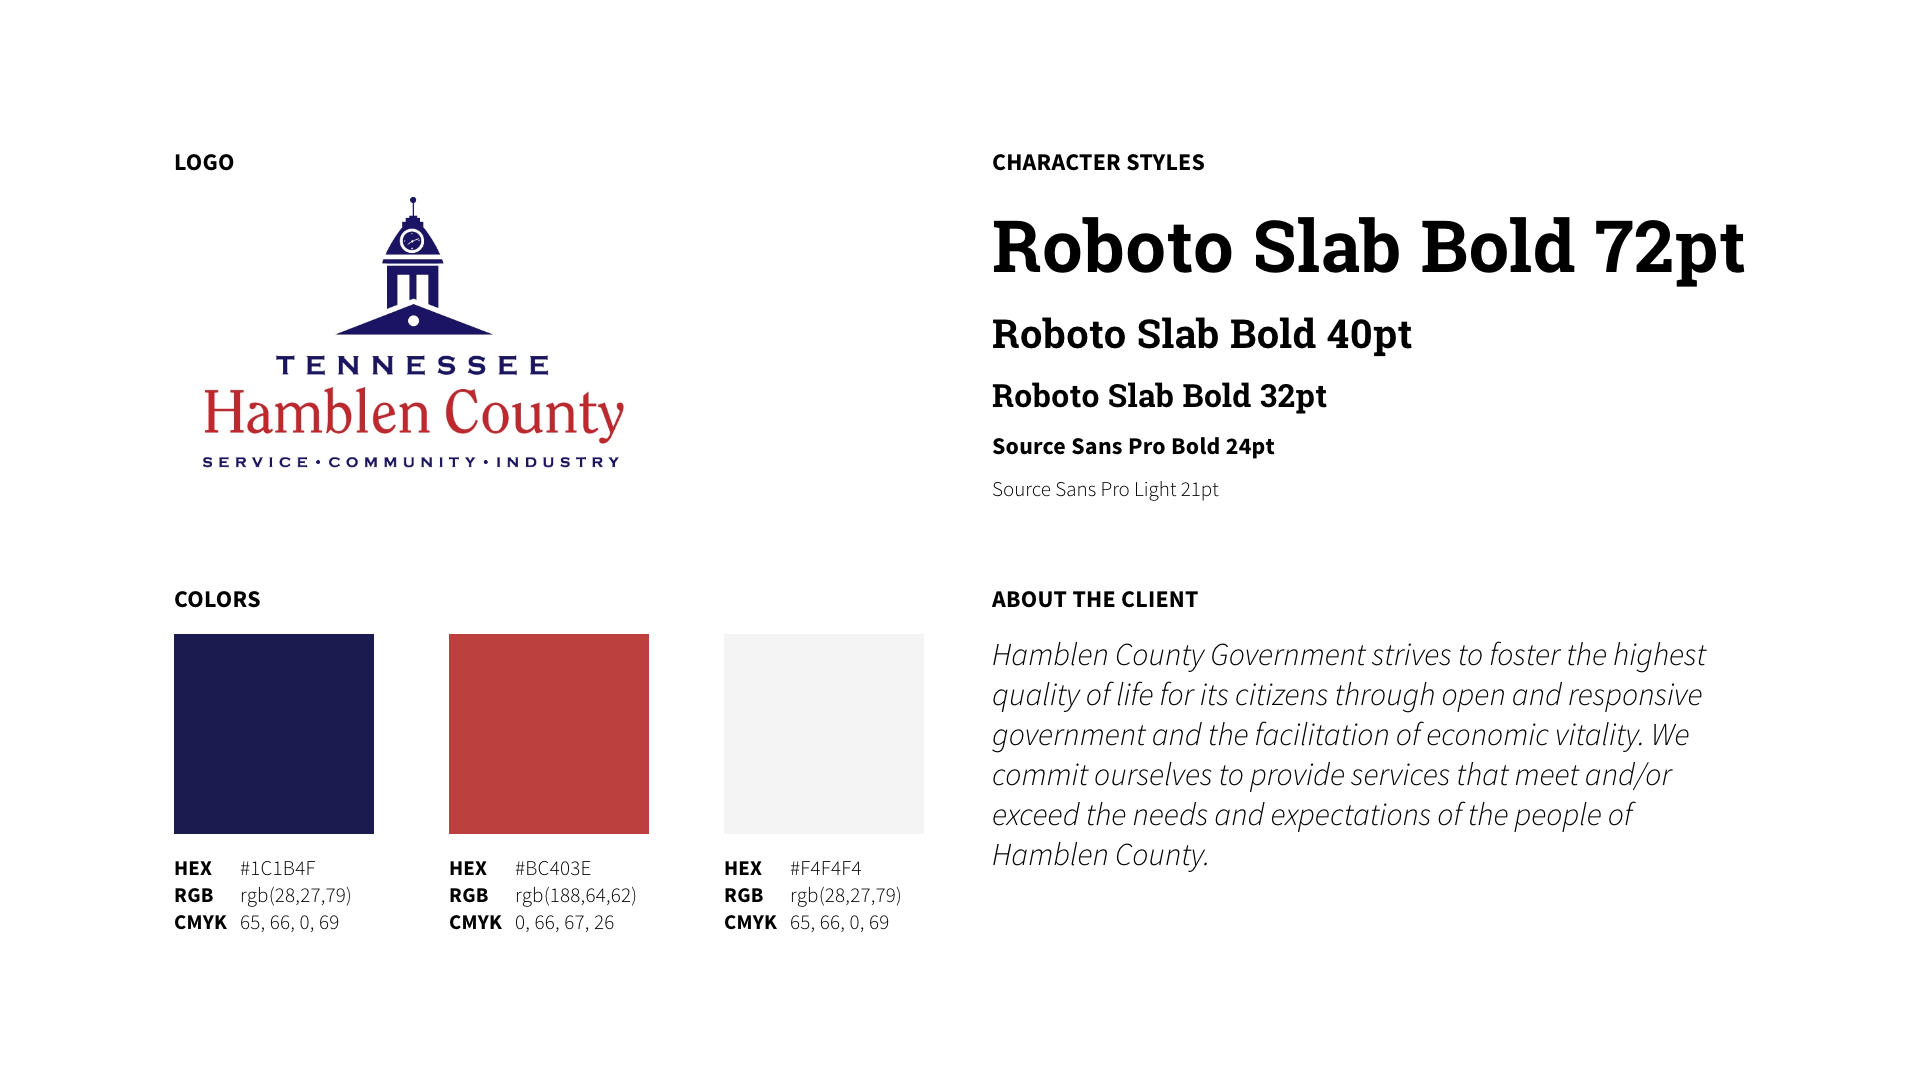 LOGO
TENNESSEE
Hamblen County
SERVICE • COMMUNITY • INDUSTRY
CHARACTER STYLES
Roboto Slab Bold 72pt
Roboto Slab Bold 40pt
Roboto Slab Bold 32pt
Source Sans Pro Bold 24pt
Source Sans Pro Light 21pt
COLORS
HEX #1C1B4F
RGB rgb(28,27,79)
CMYK 65, 66, 0, 69
HEX #BC403E
RGB rgb(188,64,62)
CMYK 0, 66, 67, 26
HEX #F4F4F4
RGB rgb(28,27,79)
CMYK 65, 66, 0, 69
ABOUT THE CLIENT
Hamblen County Government strives to foster the highest
quality of life for its citizens through open and responsive
government and the facilitation of economic vitality. We
commit ourselves to provide services that meet and/or
exceed the needs and expectations of the people of
Hamblen County.